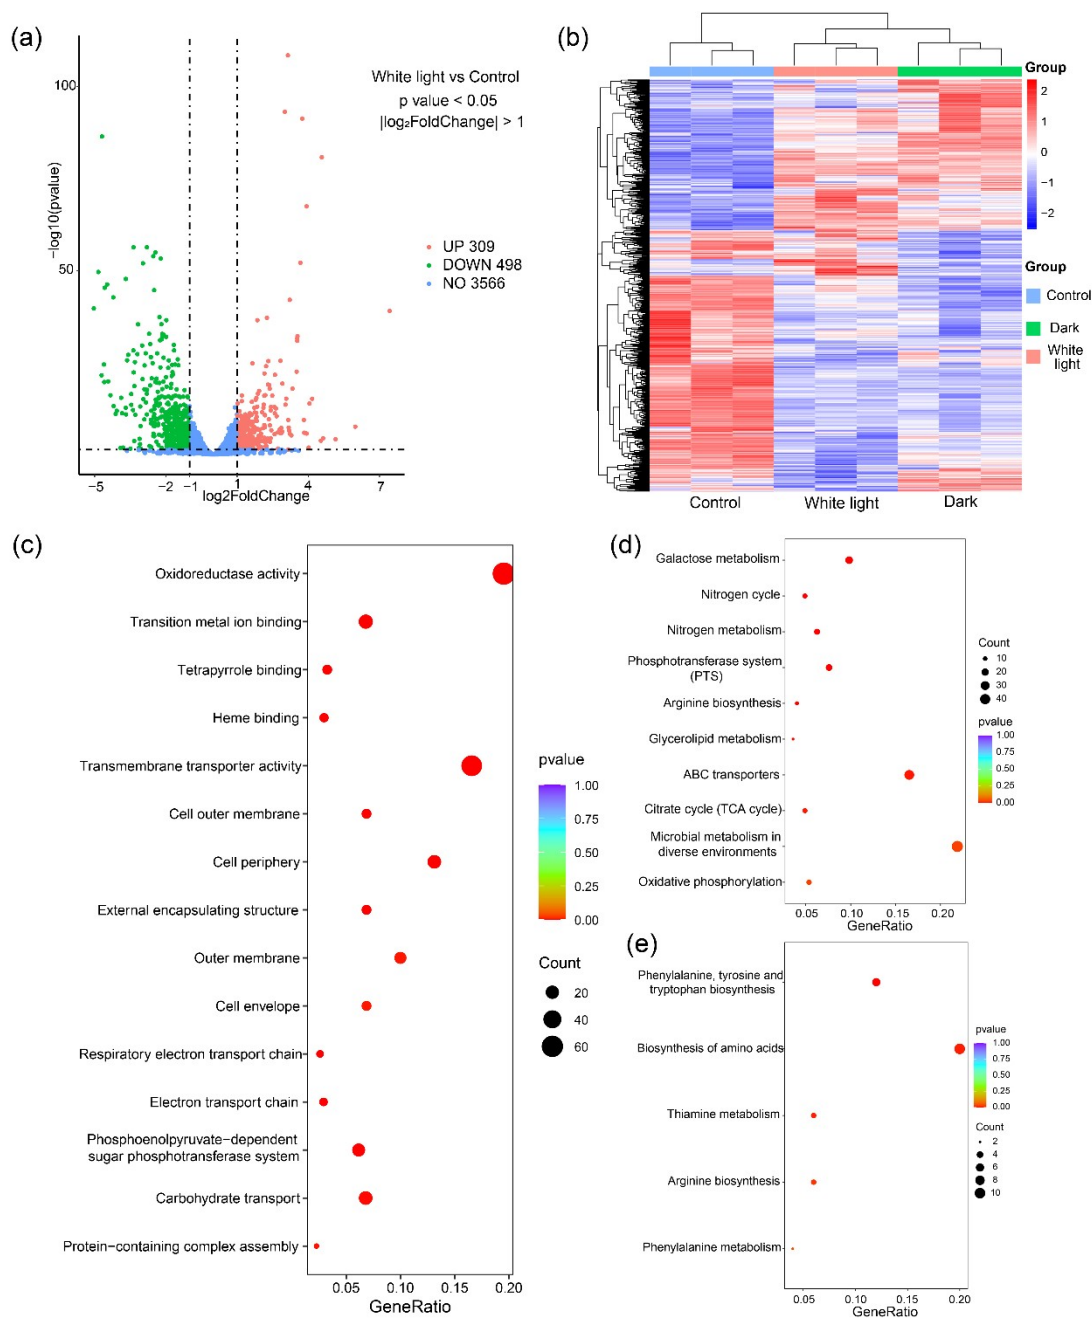 (a)
White light vs Control
p value < 0.05
|log₂FoldChange| > 1
−log10(pvalue)
100
50
UP 309
DOWN 498
NO 3566
-5
-2
-1
1
4
7
log2FoldChange
(b)
Group
2
1
0
−1
−2
Group
Control
Dark
White
light
Control
White light
Dark
(c)
Oxidoreductase activity
Transition metal ion binding
Tetrapyrrole binding
Heme binding
Transmembrane transporter activity
Cell outer membrane
Cell periphery
External encapsulating structure
Outer membrane
Cell envelope
Respiratory electron transport chain
Electron transport chain
Phosphoenolpyruvate−dependent
sugar phosphotransferase system
Carbohydrate transport
Protein−containing complex assembly
0.05
0.10
0.15
0.20
GeneRatio
pvalue
1.00
0.75
0.50
0.25
0.00
Count
20
40
60
(d)
Galactose metabolism
Nitrogen cycle
Nitrogen metabolism
Phosphotransferase system
(PTS)
Arginine biosynthesis
Glycerolipid metabolism
ABC transporters
Citrate cycle (TCA cycle)
Microbial metabolism in
diverse environments
Oxidative phosphorylation
0.05
0.10
0.15
0.20
GeneRatio
Count
10
20
30
40
pvalue
1.00
0.75
0.50
0.25
0.00
(e)
Phenylalanine, tyrosine and
tryptophan biosynthesis
Biosynthesis of amino acids
Thiamine metabolism
Arginine biosynthesis
Phenylalanine metabolism
0.05
0.10
0.15
0.20
GeneRatio
pvalue
1.00
0.75
0.50
0.25
0.00
Count
2
4
6
8
10